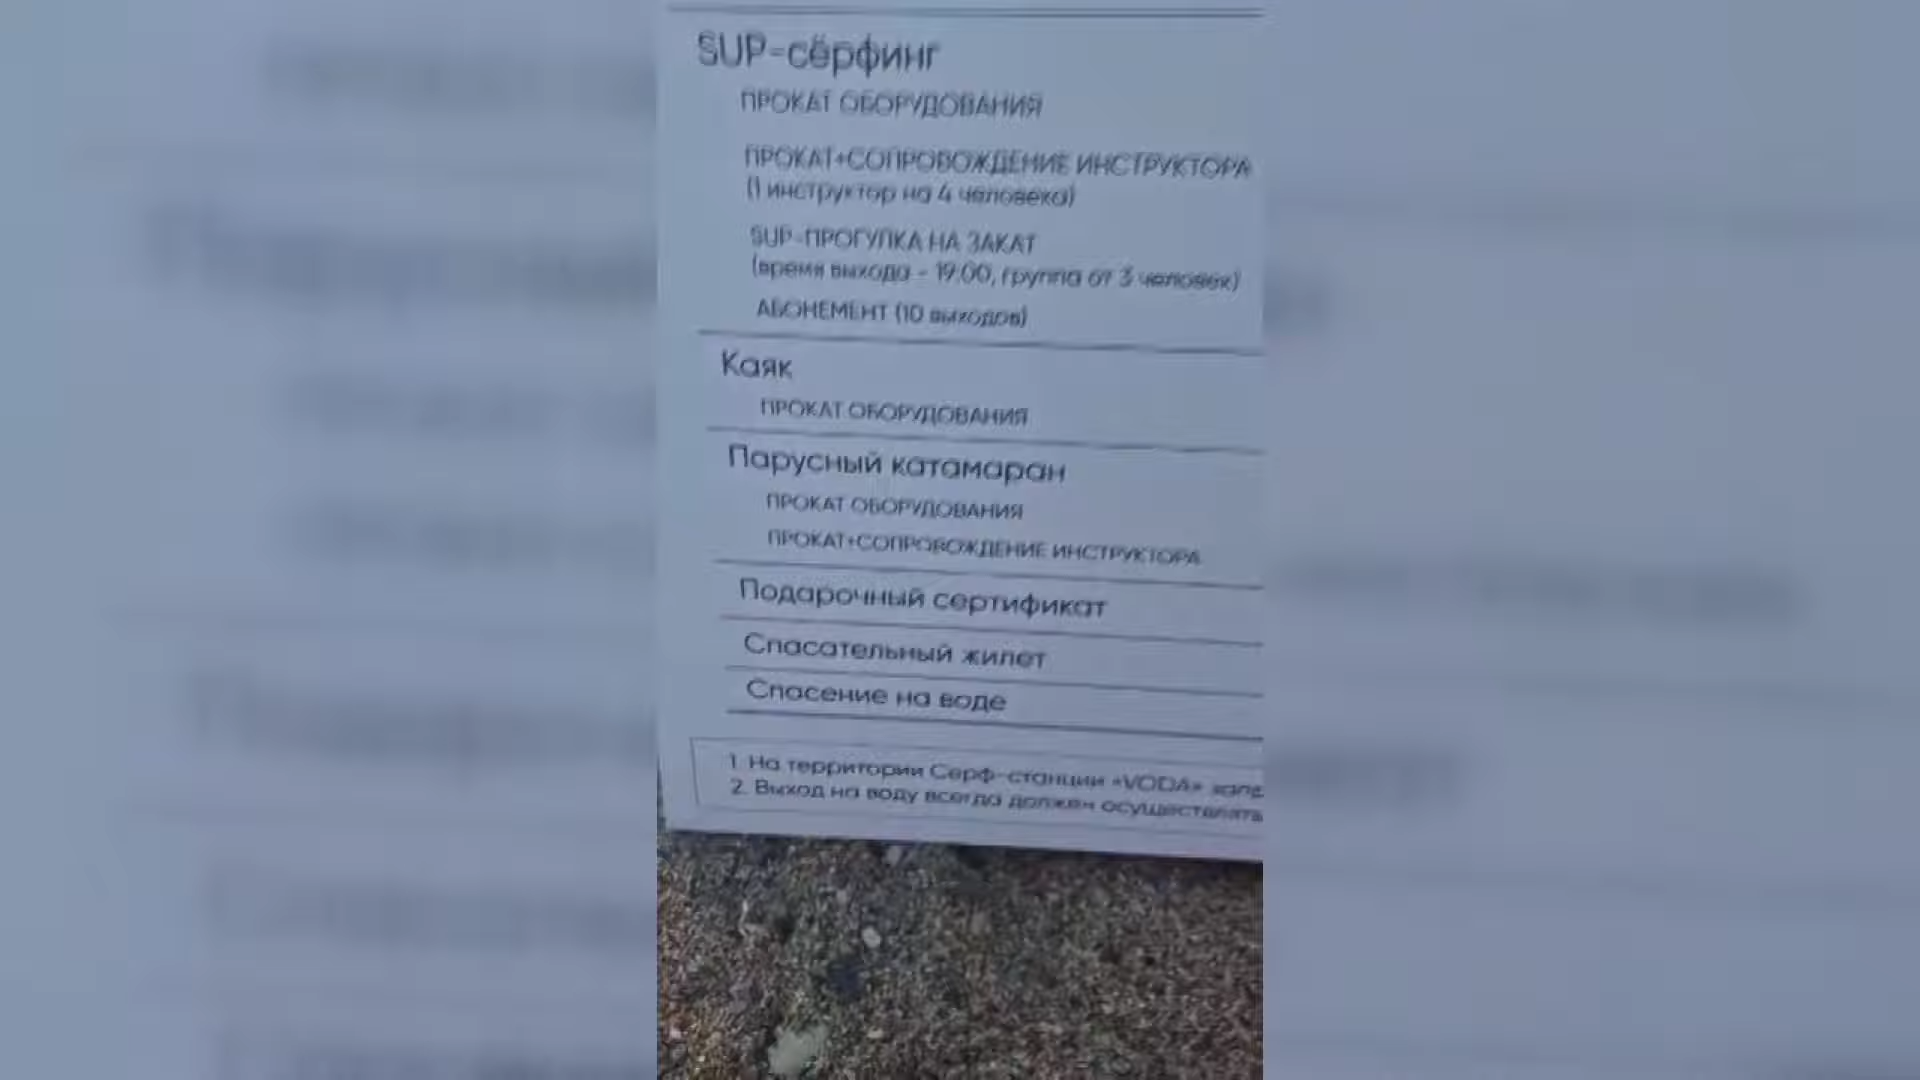 SUP-сёрфинг
ПРОКАТ ОБОРУДОВАНИЯ
ПРОКАТ+СОПРОВОЖДЕНИЕ ИНСТРУКТОРА
(1 инструктор на 4 человека)
SUP-ПРОГУЛКА НА ЗАКАТ
(время выхода - 19.00, группа от 3 человек)
АБОНЕМЕНТ (10 выходов)
Каяк
ПРОКАТ ОБОРУДОВАНИЯ
Парусный катамаран
ПРОКАТ ОБОРУДОВАНИЯ
ПРОКАТ+СОПРОВОЖДЕНИЕ ИНСТРУКТОРА
Подарочный сертификат
Спасательный жилет
Спасение на воде
1. На территории Серф-станции «VODA»
2. Выход на воду всегда должен осуществлять